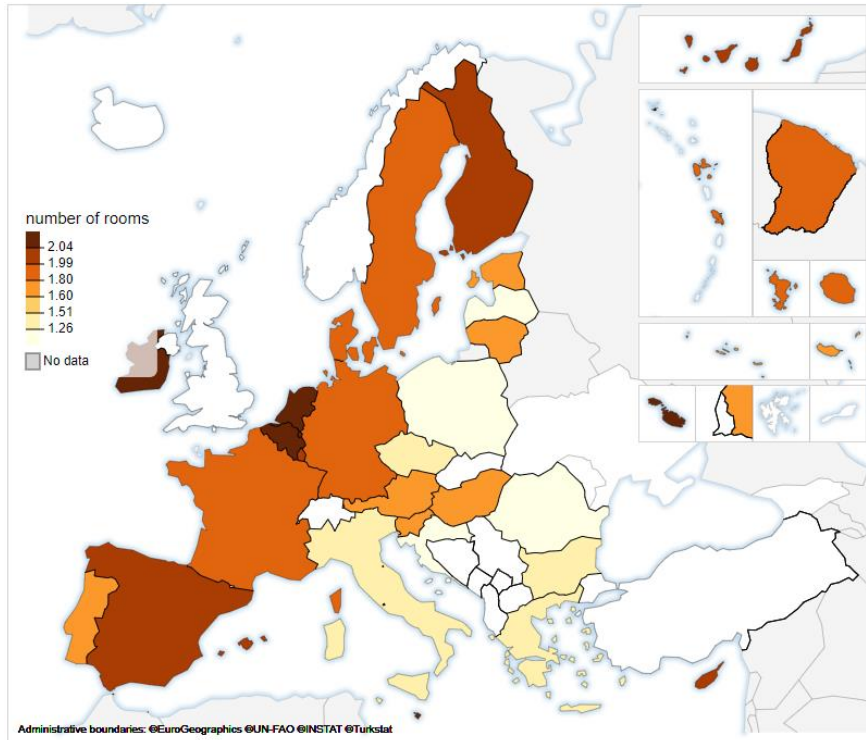 number of rooms
2.04
1.99
1.80
1.60
1.51
1.26
No data
Administrative boundaries: ©EuroGeographics ©UN-FAO ©INSTAT ©Turkstat